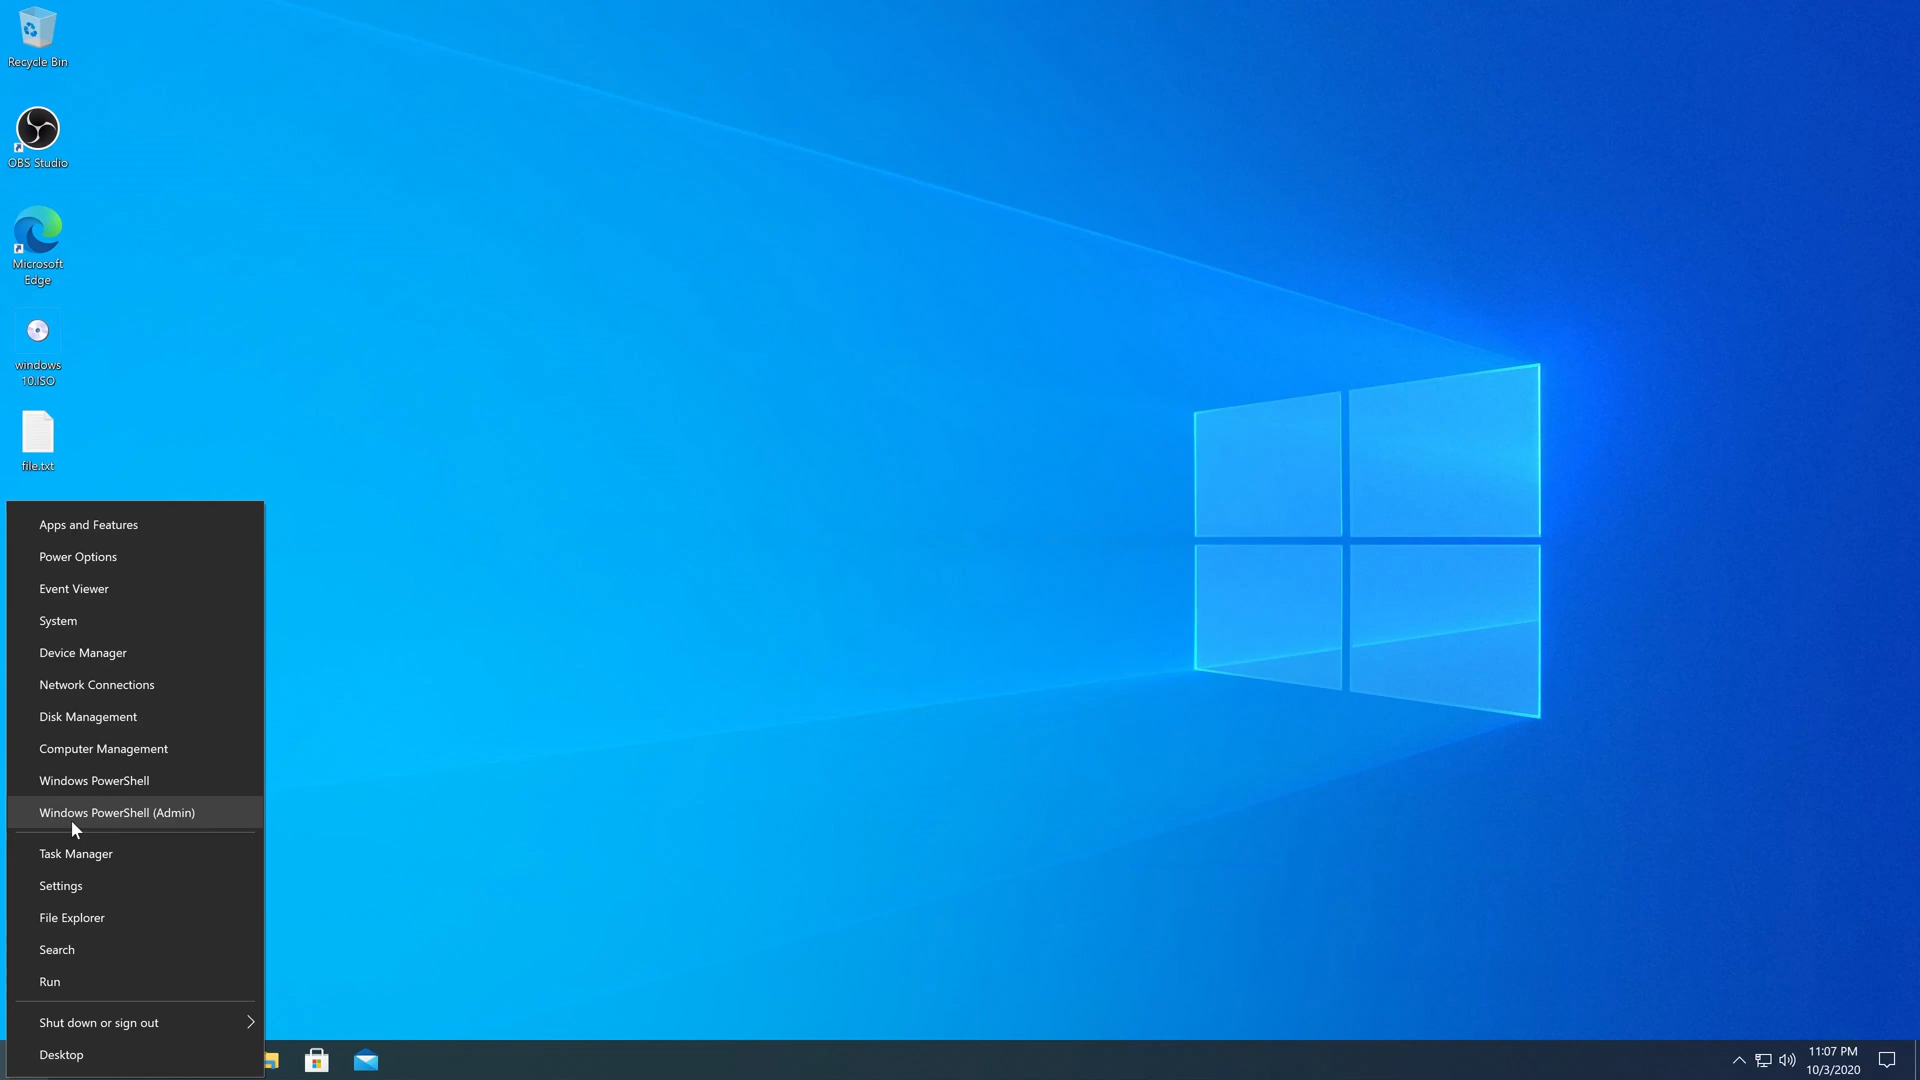 Recycle Bin
OBS Studio
Microsoft
Edge
windows
10.ISO
file.txt
Apps and Features
Power Options
Event Viewer
System
Device Manager
Network Connections
Disk Management
Computer Management
Windows PowerShell
Windows PowerShell (Admin)
Task Manager
Settings
File Explorer
Search
Run
Shut down or sign out
Desktop
11:07 PM
10/3/2020